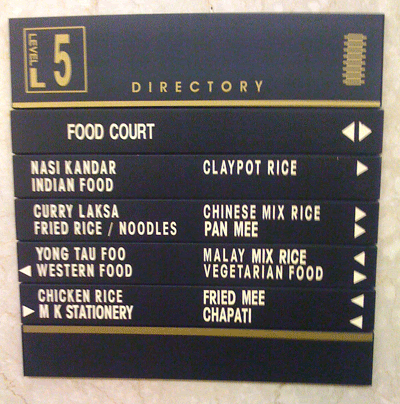 LEVEL 5
DIRECTORY
FOOD COURT
NASI KANDAR CLAYPOT RICE
INDIAN FOOD
CURRY LAKSA CHINESE MIX RICE
FRIED RICE / NOODLES PAN MEE
YONG TAU FOO MALAY MIX RICE
WESTERN FOOD VEGETARIAN FOOD
CHICKEN RICE FRIED MEE
M K STATIONERY CHAPATI